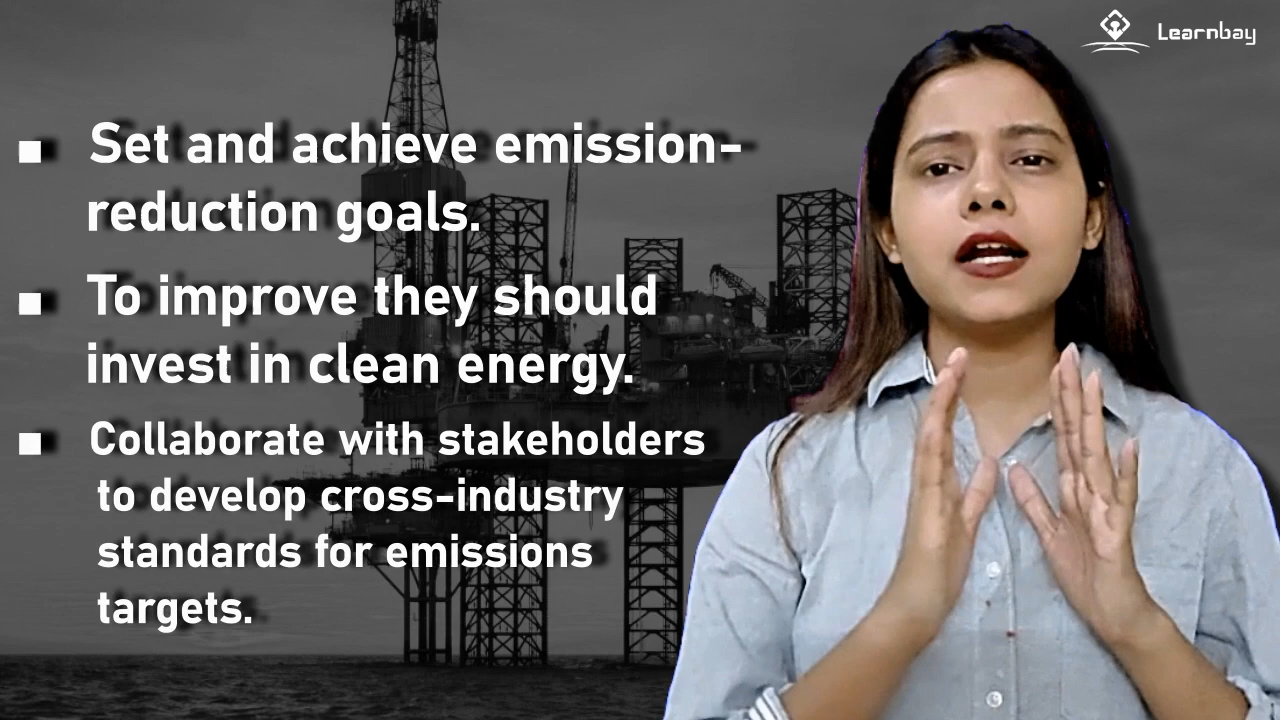 Learnbay
Set and achieve emission-
reduction goals.
To improve they should
invest in clean energy.
Collaborate with stakeholders
to develop cross-industry
standards for emissions
targets.